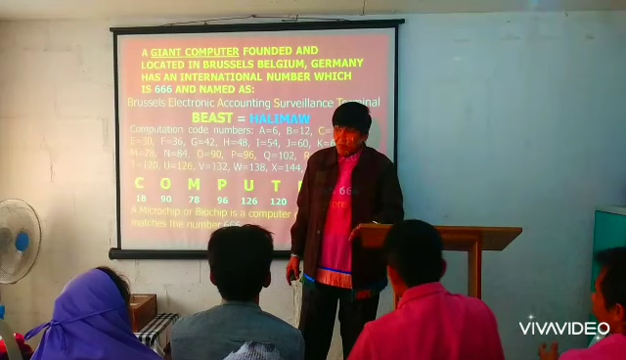 A GIANT COMPUTER FOUNDED AND
LOCATED IN BRUSSELS BELGIUM, GERMANY
HAS AN INTERNATIONAL NUMBER WHICH
IS 666 AND NAMED AS:
Brussels Electronic Accounting Surveillance Terminal
BEAST = HALIMAW
Computation code numbers: A=6, B=12,
E=30, F=36, G=42, H=48, I=54, J=60,
M=78, N=84, O=90, P=96, Q=102,
T=120, U=126, V=132, W=138, X=144,
C O M P U T
18 90 78 96 126 120
A Microchip or Biochip is a computer
matches the number 666
VIVAVIDEO